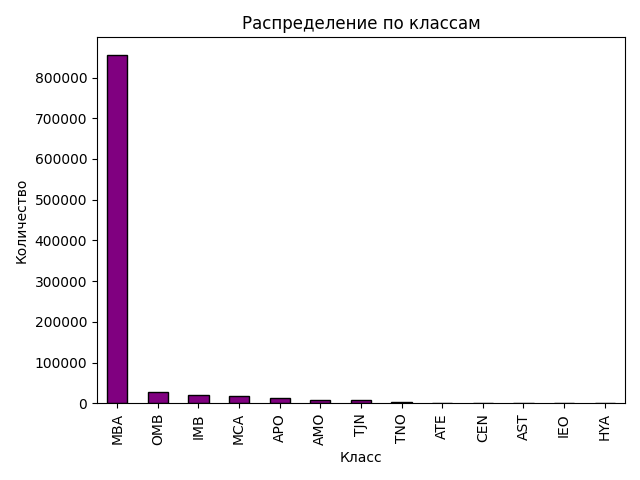 Распределение по классам
Количество
800000
700000
600000
500000
400000
300000
200000
100000
0
MBA
OMB
IMB
MCA
APO
AMO
TJN
TNO
ATE
CEN
AST
IEO
HYA
Класс